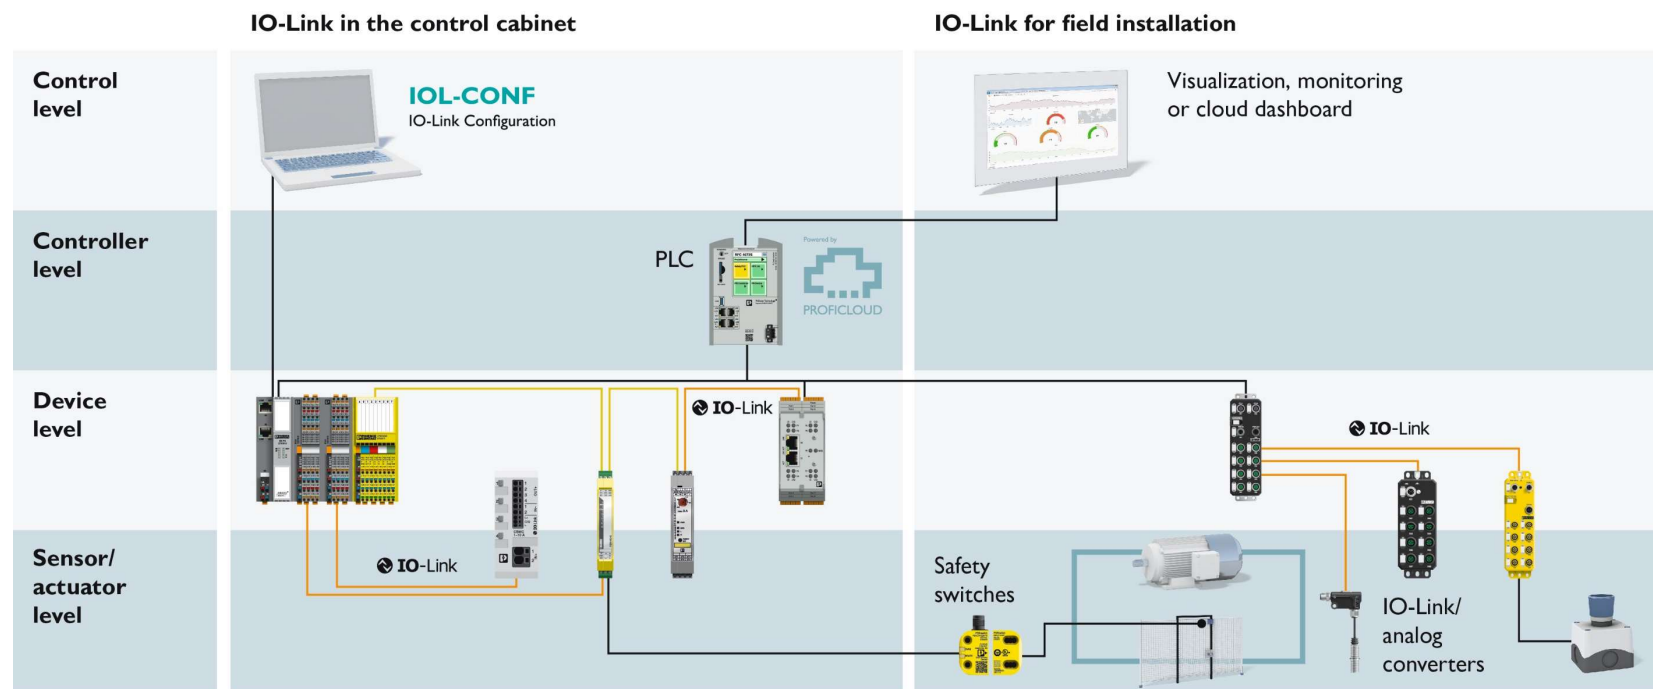 IO-Link in the control cabinet
IO-Link for field installation
Control
level
IOL-CONF
IO-Link Configuration
Visualization, monitoring
or cloud dashboard
Controller
level
PLC
Powered by
PROFICLOUD
Device
level
IO-Link
IO-Link
Sensor/
actuator
level
IO-Link
Safety
switches
IO-Link/
analog
converters